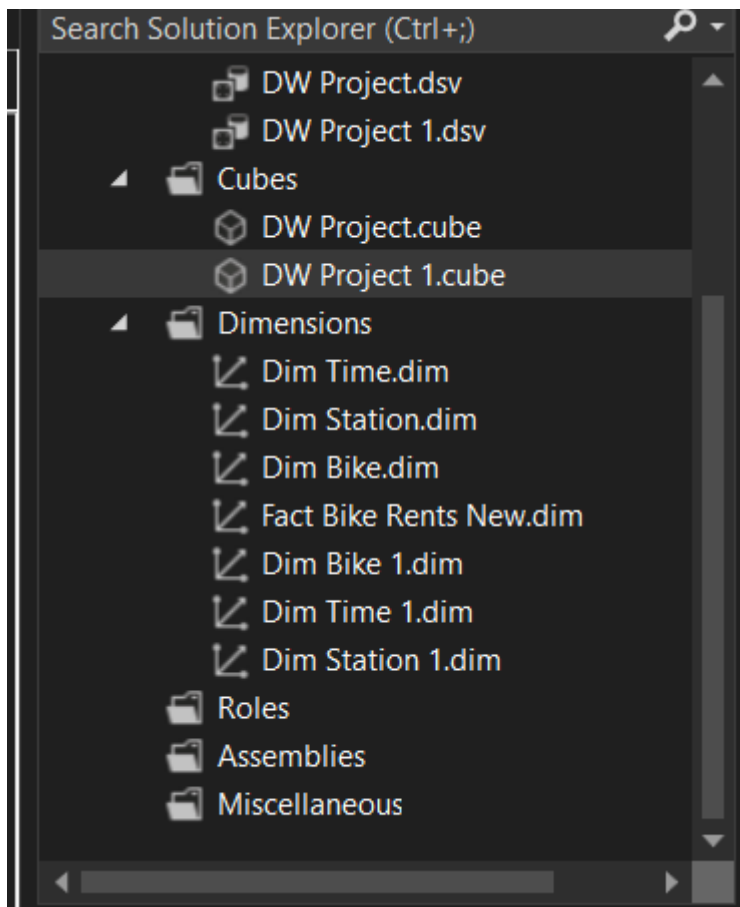 Search Solution Explorer (Ctrl+;)
DW Project.dsv
DW Project 1.dsv
Cubes
DW Project.cube
DW Project 1.cube
Dimensions
Dim Time.dim
Dim Station.dim
Dim Bike.dim
Fact Bike Rents New.dim
Dim Bike 1.dim
Dim Time 1.dim
Dim Station 1.dim
Roles
Assemblies
Miscellaneous